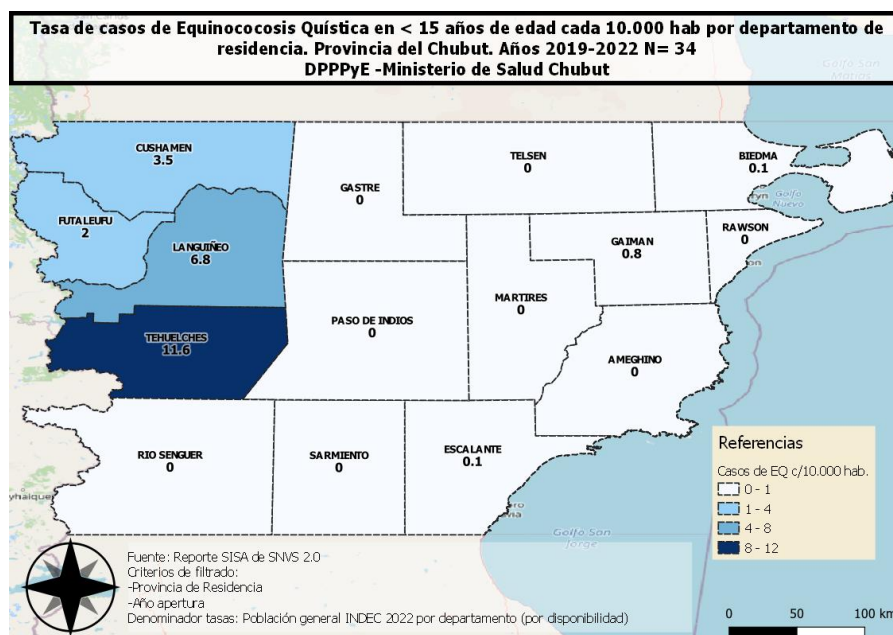 Tasa de casos de Equinococosis Quística en < 15 años de edad cada 10.000 hab por departamento de
residencia. Provincia del Chubut. Años 2019-2022 N= 34
DPPPyE -Ministerio de Salud Chubut
CUSHAMEN
3.5
TELSEN
0
BIEDMA
0.1
GASTRE
0
Golfo
Nuevo
FUTALEUFU
2
LANGUIÑEO
6.8
GAIMAN
0.8
RAWSON
0
MARTIRES
0
PASO DE INDIOS
0
TEHUELCHES
11.6
AMEGHINO
0
RIO SENGUER
0
SARMIENTO
0
ESCALANTE
0.1
Golfo San
Jorge
Referencias
Casos de EQ c/10.000 hab.
0 - 1
1 - 4
4 - 8
8 - 12
Fuente: Reporte SISA de SNVS 2.0
Criterios de filtrado:
-Provincia de Residencia
-Año apertura
Denominador tasas: Población general INDEC 2022 por departamento (por disponibilidad)
0 50 100 km